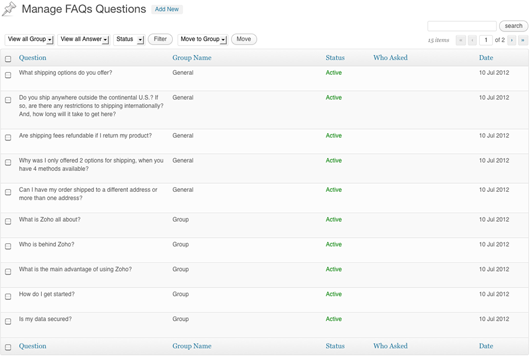 Manage FAQs Questions Add New
search
View all Group View all Answer Status Filter Move to Group Move 15 items « ‹ 1 of 2 › »
Question Group Name Status Who Asked Date
What shipping options do you offer? General Active 10 Jul 2012
Do you ship anywhere outside the continental U.S.? If General Active 10 Jul 2012
so, are there any restrictions to shipping internationally?
And, how long will it take to get here?
Are shipping fees refundable if I return my product? General Active 10 Jul 2012
Why was I only offered 2 options for shipping, when you General Active 10 Jul 2012
have 4 methods available?
Can I have my order shipped to a different address or General Active 10 Jul 2012
more than one address?
What is Zoho all about? Group Active 10 Jul 2012
Who is behind Zoho? Group Active 10 Jul 2012
What is the main advantage of using Zoho? Group Active 10 Jul 2012
How do I get started? Group Active 10 Jul 2012
Is my data secured? Group Active 10 Jul 2012
Question Group Name Status Who Asked Date